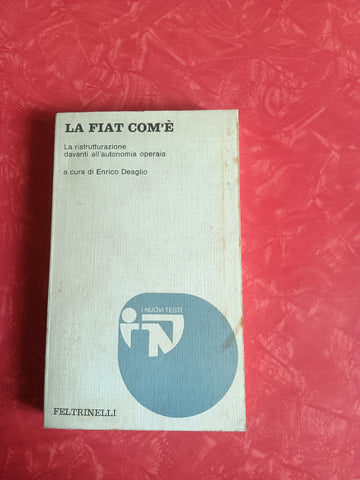 LA FIAT COM'È
La ristrutturazione
davanti all'autonomia operaia
a cura di Enrico Deaglio
I NUOVI TESTI
FELTRINELLI